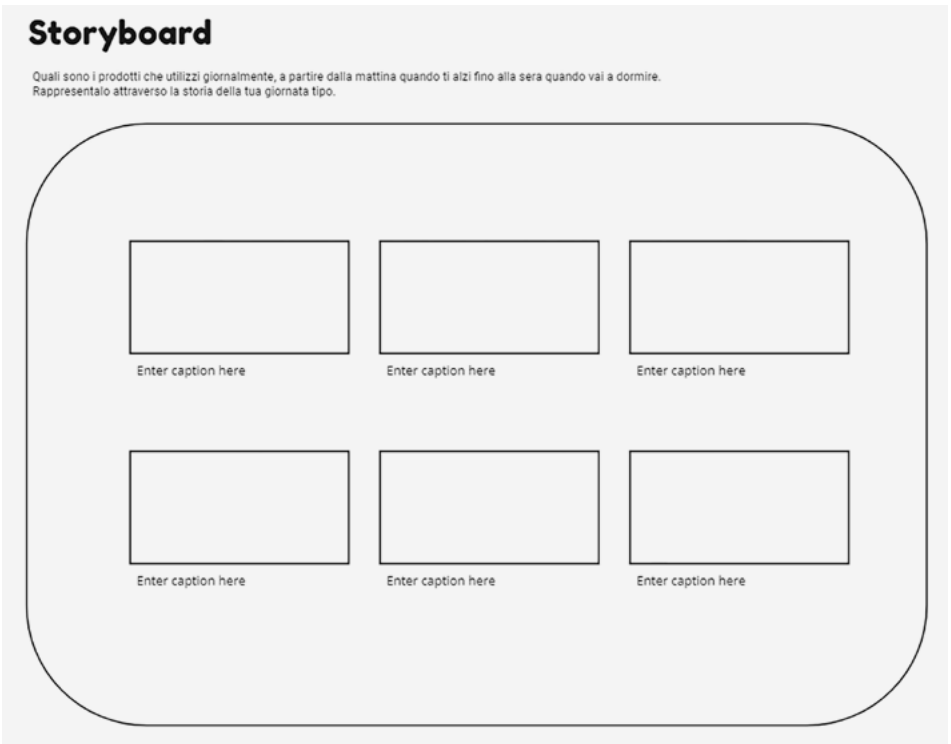 Storyboard
Quali sono i prodotti che utilizzi giornalmente, a partire dalla mattina quando ti alzi fino alla sera quando vai a dormire.
Rappresentalo attraverso la storia della tua giornata tipo.
Enter caption here
Enter caption here
Enter caption here
Enter caption here
Enter caption here
Enter caption here